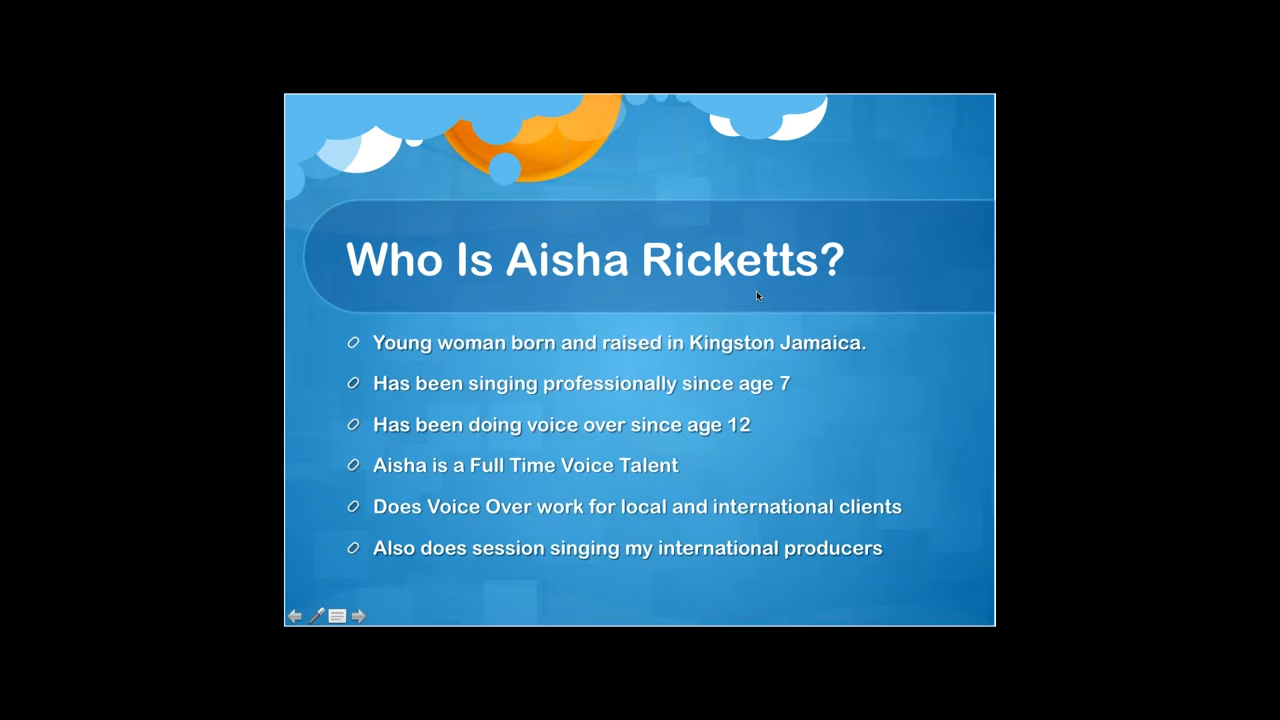 Who Is Aisha Ricketts?
Young woman born and raised in Kingston Jamaica.
Has been singing professionally since age 7
Has been doing voice over since age 12
Aisha is a Full Time Voice Talent
Does Voice Over work for local and international clients
Also does session singing my international producers